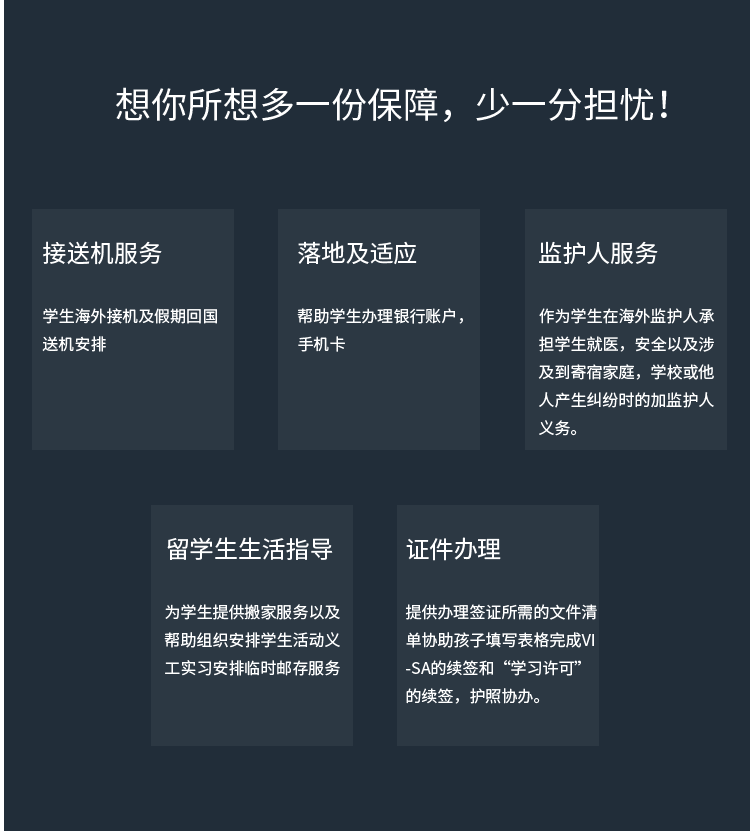 想你所想多一份保障，少一分担忧！
接送机服务
学生海外接机及假期回国
送机安排
落地及适应
帮助学生办理银行账户，
手机卡
监护人服务
作为学生在海外监护人承
担学生就医，安全以及涉
及到寄宿家庭，学校或他
人产生纠纷时的加监护人
义务。
留学生生活指导
为学生提供搬家服务以及
帮助组织安排学生活动义
工实习安排临时邮存服务
证件办理
提供办理签证所需的文件清
单协助孩子填写表格完成VI
-SA的续签和“学习许可”
的续签，护照协办。